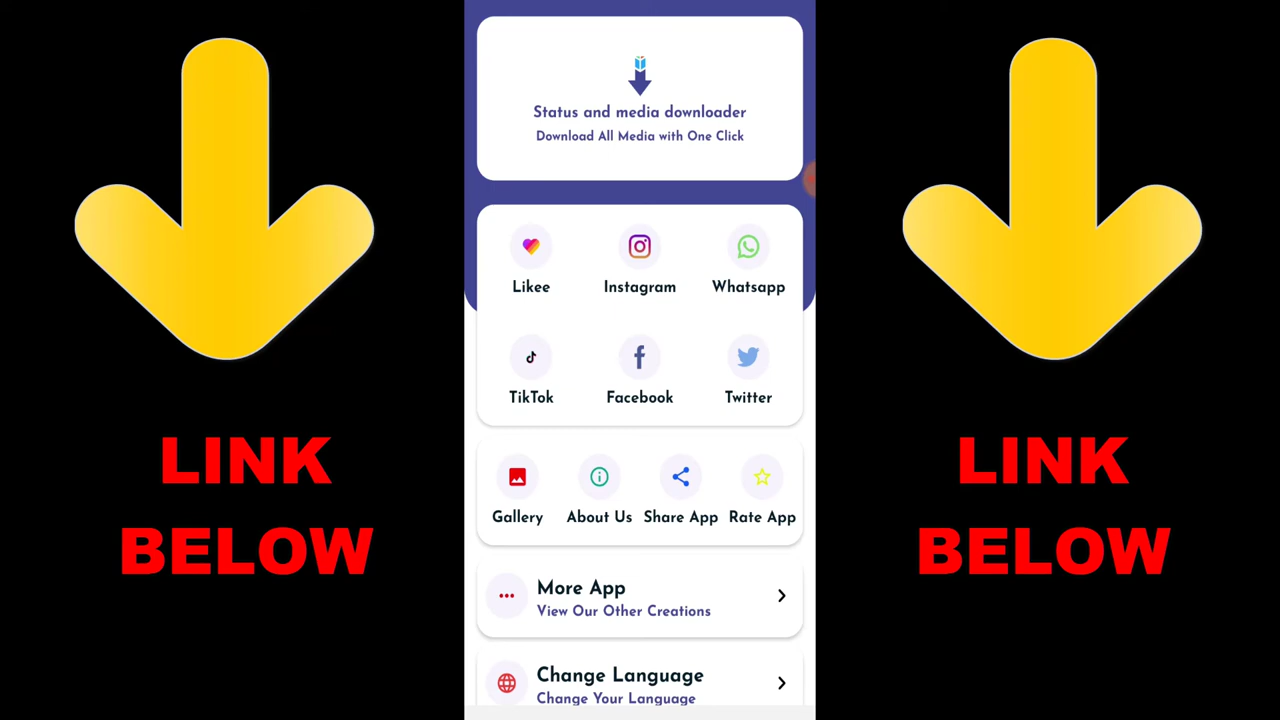 Status and media downloader
Download All Media with One Click
Likee
Instagram
Whatsapp
TikTok
Facebook
Twitter
Gallery
About Us
Share App
Rate App
More App
View Our Other Creations
Change Language
Change Your Language
LINK
BELOW
LINK
BELOW